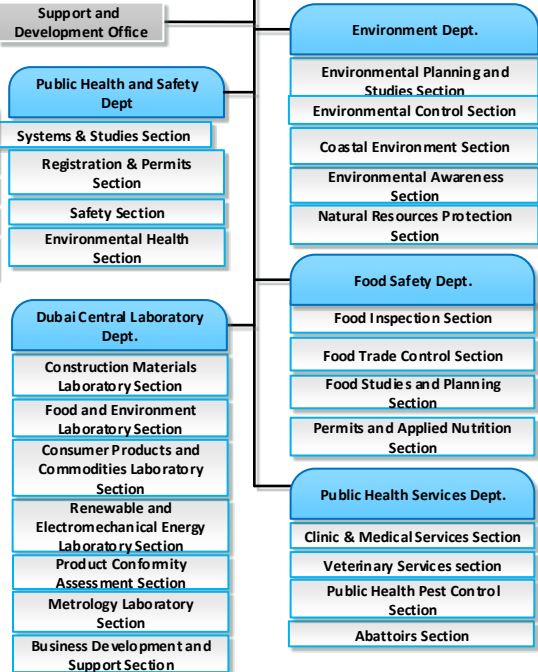 Support and
Development Office
Public Health and Safety
Dept
Systems & Studies Section
Registration & Permits
Section
Safety Section
Environmental Health
Section
Dubai Central Laboratory
Dept.
Construction Materials
Laboratory Section
Food and Environment
Laboratory Section
Consumer Products and
Commodities Laboratory
Section
Renewable and
Electromechanical Energy
Laboratory Section
Product Conformity
Assessment Section
Metrology Laboratory
Section
Business Development and
Support Section
Environment Dept.
Environmental Planning and
Studies Section
Environmental Control Section
Coastal Environment Section
Environmental Awareness
Section
Natural Resources Protection
Section
Food Safety Dept.
Food Inspection Section
Food Trade Control Section
Food Studies and Planning
Section
Permits and Applied Nutrition
Section
Public Health Services Dept.
Clinic & Medical Services Section
Veterinary Services section
Public Health Pest Control
Section
Abattoirs Section